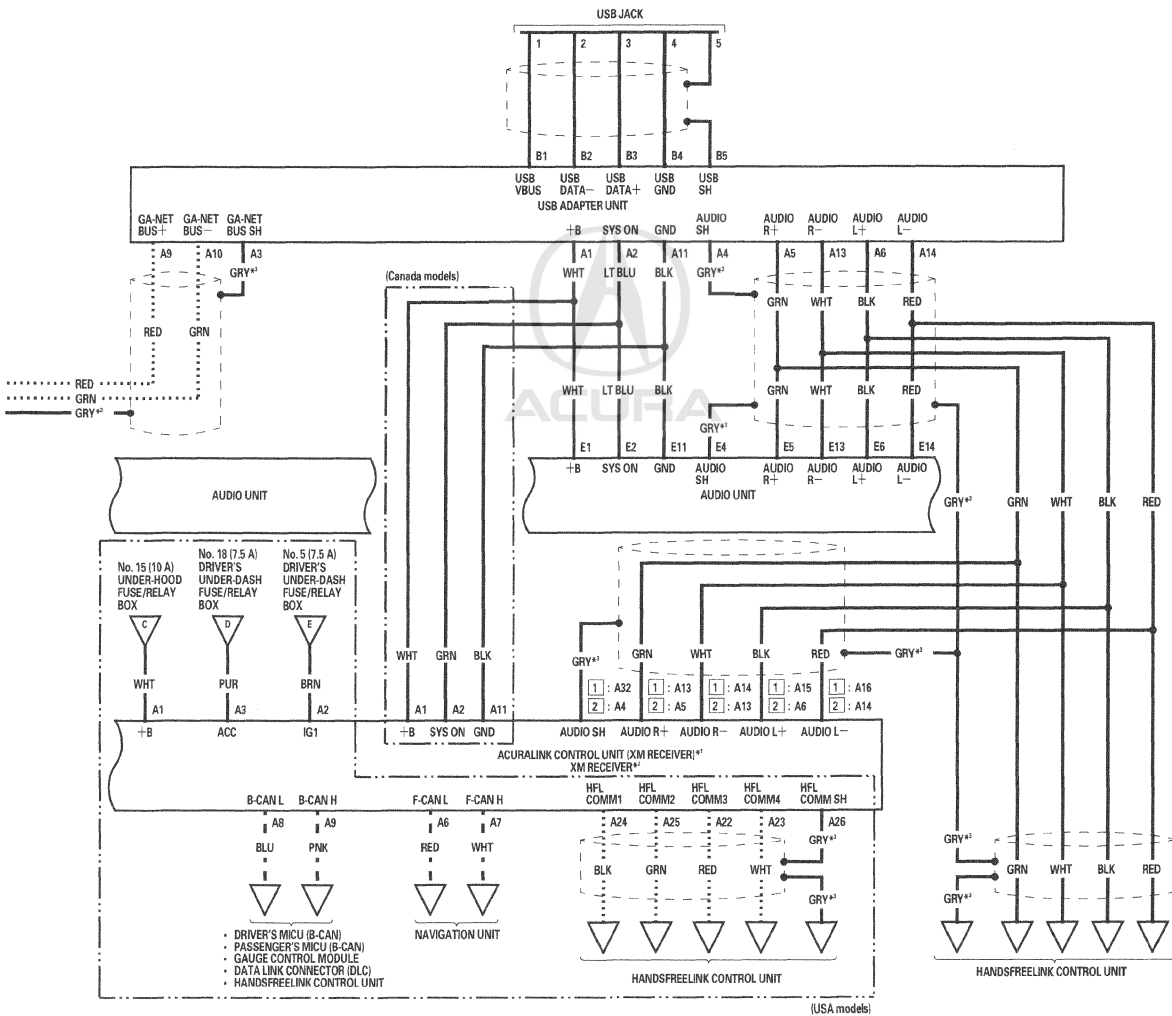 USB JACK
1 2 3 4 5
B1 B2 B3 B4 B5
USB VBUS
USB DATA−
USB DATA+
USB GND
USB SH
USB ADAPTER UNIT
GA-NET BUS+
GA-NET BUS−
GA-NET BUS SH
+B
SYS ON
GND
AUDIO SH
AUDIO R+
AUDIO R−
AUDIO L+
AUDIO L−
A9 A10 A3 A1 A2 A11 A4 A5 A13 A6 A14
GRY*3 WHT LT BLU BLK GRY*3
(Canada models)
GRN WHT BLK RED
RED GRN
ACURA
RED
GRN
GRY*3
WHT LT BLU BLK GRN WHT BLK RED
GRY*3
E1 E2 E11 E4 E5 E13 E6 E14
+B
SYS ON
GND
AUDIO SH
AUDIO R+
AUDIO R−
AUDIO L+
AUDIO L−
AUDIO UNIT
AUDIO UNIT
GRY*3 GRN WHT BLK RED
No. 15 (10 A)
UNDER-HOOD
FUSE/RELAY
BOX
No. 18 (7.5 A)
DRIVER'S
UNDER-DASH
FUSE/RELAY
BOX
No. 5 (7.5 A)
DRIVER'S
UNDER-DASH
FUSE/RELAY
BOX
C D E
WHT PUR BRN
WHT GRN BLK
GRY*3 GRN WHT BLK RED GRY*3
1 : A32 1 : A13 1 : A14 1 : A15 1 : A16
2 : A4 2 : A5 2 : A13 2 : A6 2 : A14
A1 A3 A2 A1 A2 A11
+B ACC IG1 +B SYS ON GND AUDIO SH AUDIO R+ AUDIO R− AUDIO L+ AUDIO L−
ACURALINK CONTROL UNIT (XM RECEIVER)*1
XM RECEIVER*2
B-CAN L B-CAN H F-CAN L F-CAN H
HFL COMM1
HFL COMM2
HFL COMM3
HFL COMM4
HFL COMM SH
A8 A9 A6 A7 A24 A25 A22 A23 A26
BLU PNK RED WHT
GRY*3
BLK GRN RED WHT
GRY*3
GRY*3
GRN WHT BLK RED
GRY*3
• DRIVER'S MICU (B-CAN)
• PASSENGER'S MICU (B-CAN)
• GAUGE CONTROL MODULE
• DATA LINK CONNECTOR (DLC)
• HANDSFREELINK CONTROL UNIT
NAVIGATION UNIT
HANDSFREELINK CONTROL UNIT
HANDSFREELINK CONTROL UNIT
(USA models)